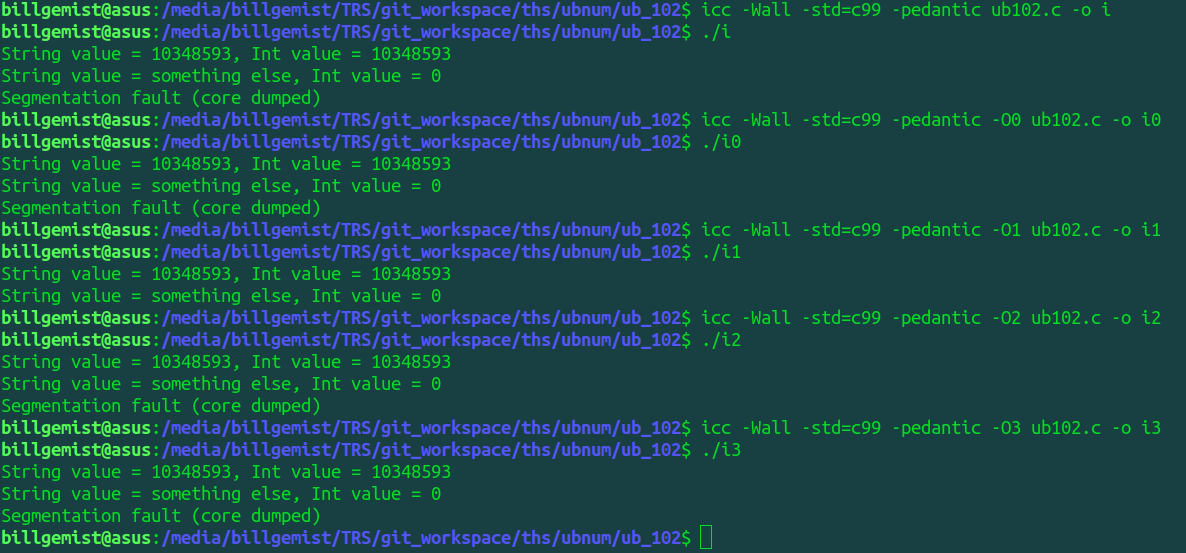 billgemist@asus:/media/billgemist/TRS/git_workspace/ths/ubnum/ub_102$ icc -Wall -std=c99 -pedantic ub102.c -o i
billgemist@asus:/media/billgemist/TRS/git_workspace/ths/ubnum/ub_102$ ./i
String value = 10348593, Int value = 10348593
String value = something else, Int value = 0
Segmentation fault (core dumped)
billgemist@asus:/media/billgemist/TRS/git_workspace/ths/ubnum/ub_102$ icc -Wall -std=c99 -pedantic -O0 ub102.c -o i0
billgemist@asus:/media/billgemist/TRS/git_workspace/ths/ubnum/ub_102$ ./i0
String value = 10348593, Int value = 10348593
String value = something else, Int value = 0
Segmentation fault (core dumped)
billgemist@asus:/media/billgemist/TRS/git_workspace/ths/ubnum/ub_102$ icc -Wall -std=c99 -pedantic -O1 ub102.c -o i1
billgemist@asus:/media/billgemist/TRS/git_workspace/ths/ubnum/ub_102$ ./i1
String value = 10348593, Int value = 10348593
String value = something else, Int value = 0
billgemist@asus:/media/billgemist/TRS/git_workspace/ths/ubnum/ub_102$ icc -Wall -std=c99 -pedantic -O2 ub102.c -o i2
billgemist@asus:/media/billgemist/TRS/git_workspace/ths/ubnum/ub_102$ ./i2
String value = 10348593, Int value = 10348593
String value = something else, Int value = 0
Segmentation fault (core dumped)
billgemist@asus:/media/billgemist/TRS/git_workspace/ths/ubnum/ub_102$ icc -Wall -std=c99 -pedantic -O3 ub102.c -o i3
billgemist@asus:/media/billgemist/TRS/git_workspace/ths/ubnum/ub_102$ ./i3
String value = 10348593, Int value = 10348593
String value = something else, Int value = 0
Segmentation fault (core dumped)
billgemist@asus:/media/billgemist/TRS/git_workspace/ths/ubnum/ub_102$